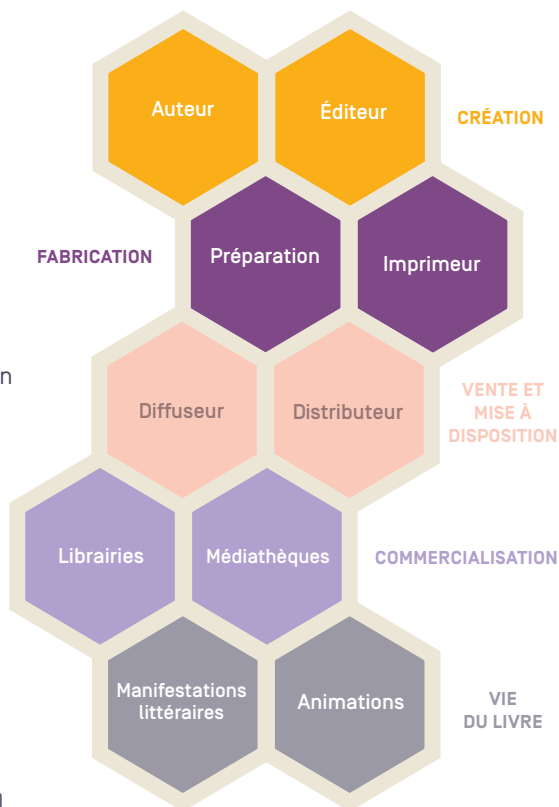 Auteur
Éditeur
CRÉATION
FABRICATION
Préparation
Imprimeur
n
Diffuseur
Distributeur
VENTE ET
MISE À
DISPOSITION
Librairies
Médiathèques
COMMERCIALISATION
Manifestations
littéraires
Animations
VIE
DU LIVRE